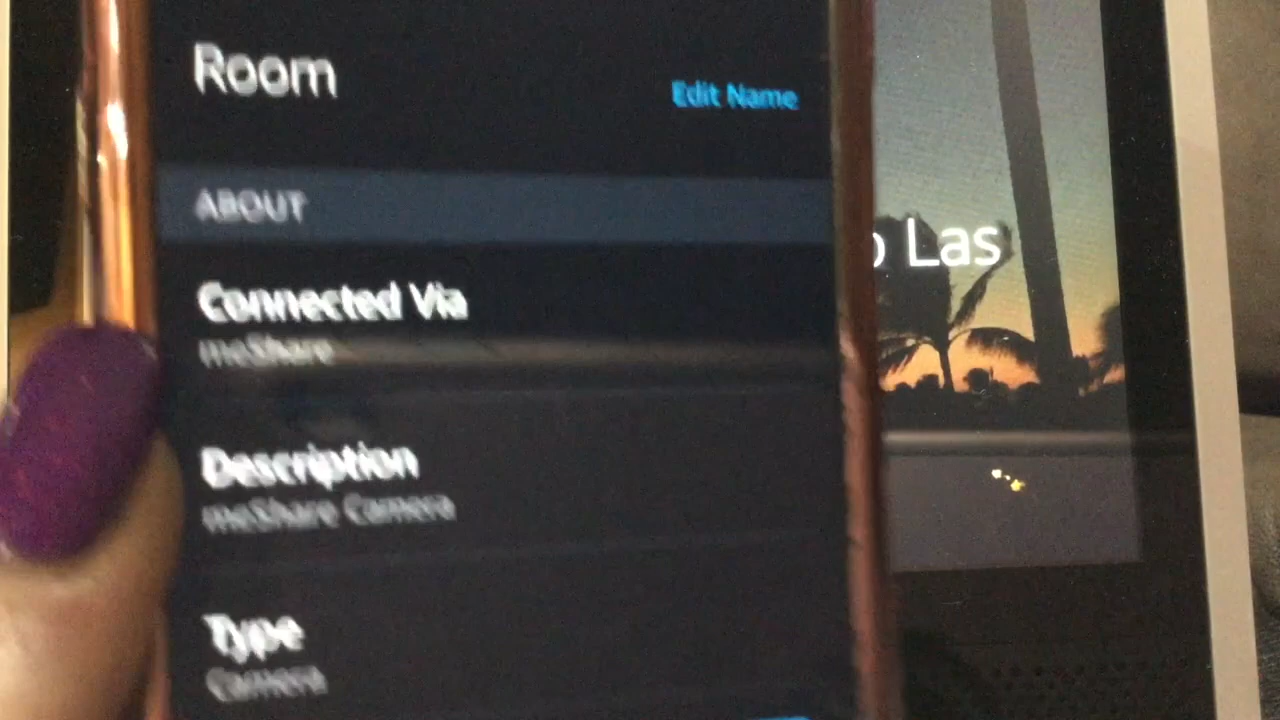 Room
Edit Name
ABOUT
Connected Via
meShare
Description
meShare Camera
Type
Camera
Las